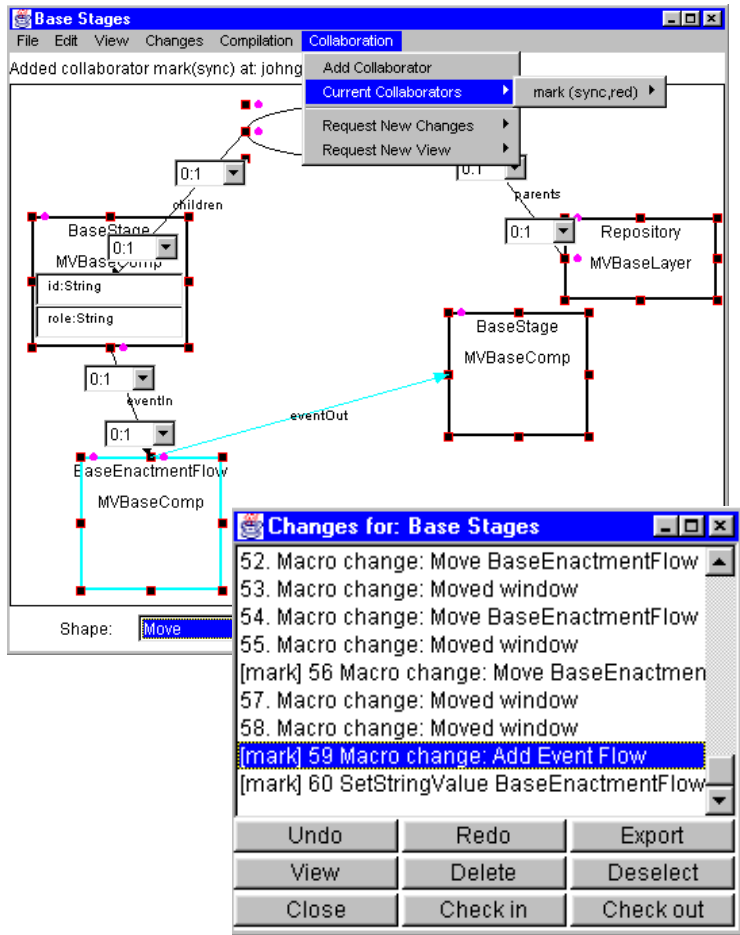 Base Stages
File Edit View Changes Compilation Collaboration
Added collaborator mark(sync) at: johng
Add Collaborator
Current Collaborators
mark (sync,red)
Request New Changes
Request New View
0:1
0:1
children
parents
BaseStage
0:1
MVBaseComp
id:String
role:String
0:1
Repository
MVBaseLayer
BaseStage
MVBaseComp
0:1
eventIn
eventOut
0:1
BaseEnactmentFlow
MVBaseComp
Shape: Move
Changes for: Base Stages
52. Macro change: Move BaseEnactmentFlow
53. Macro change: Moved window
54. Macro change: Move BaseEnactmentFlow
55. Macro change: Moved window
[mark] 56 Macro change: Move BaseEnactmen
57. Macro change: Moved window
58. Macro change: Moved window
[mark] 59 Macro change: Add Event Flow
[mark] 60 SetStringValue BaseEnactmentFlow
Undo Redo Export
View Delete Deselect
Close Check in Check out